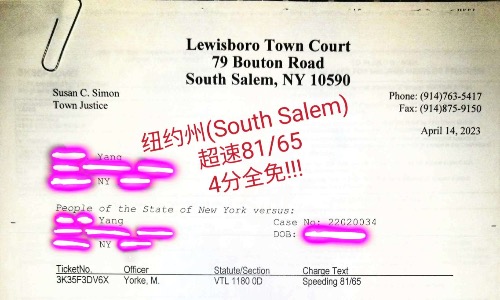 Lewisboro Town Court
79 Bouton Road
South Salem, NY 10590
Susan C. Simon
Town Justice
Phone: (914)763-5417
Fax: (914)875-9150
April 14, 2023
纽约州(South Salem)
超速81/65
4分全免!!!
Yang
NY
People of the State of New York versus:
Yang
NY
Case No: 22020034
DOB:
TicketNo. Officer Statute/Section Charge Text
3K35F3DV6X Yorke, M. VTL 1180 0D Speeding 81/65